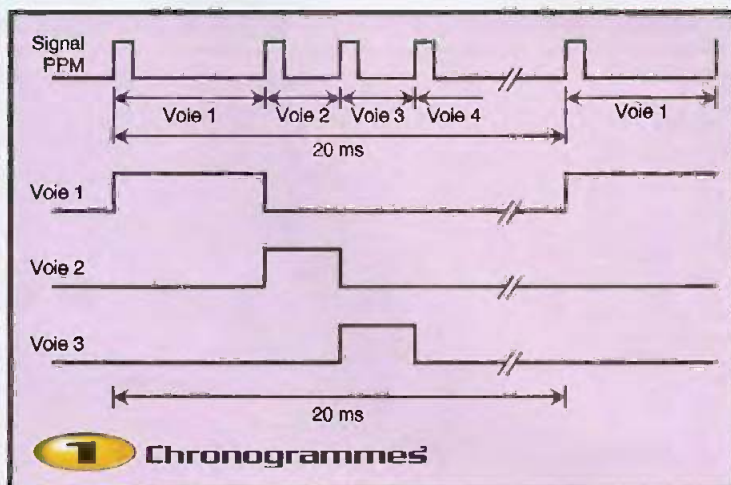 Signal
PPM
Voie 1 Voie 2 Voie 3 Voie 4 Voie 1
20 ms
Voie 1
Voie 2
Voie 3
20 ms
1 Chronogrammes